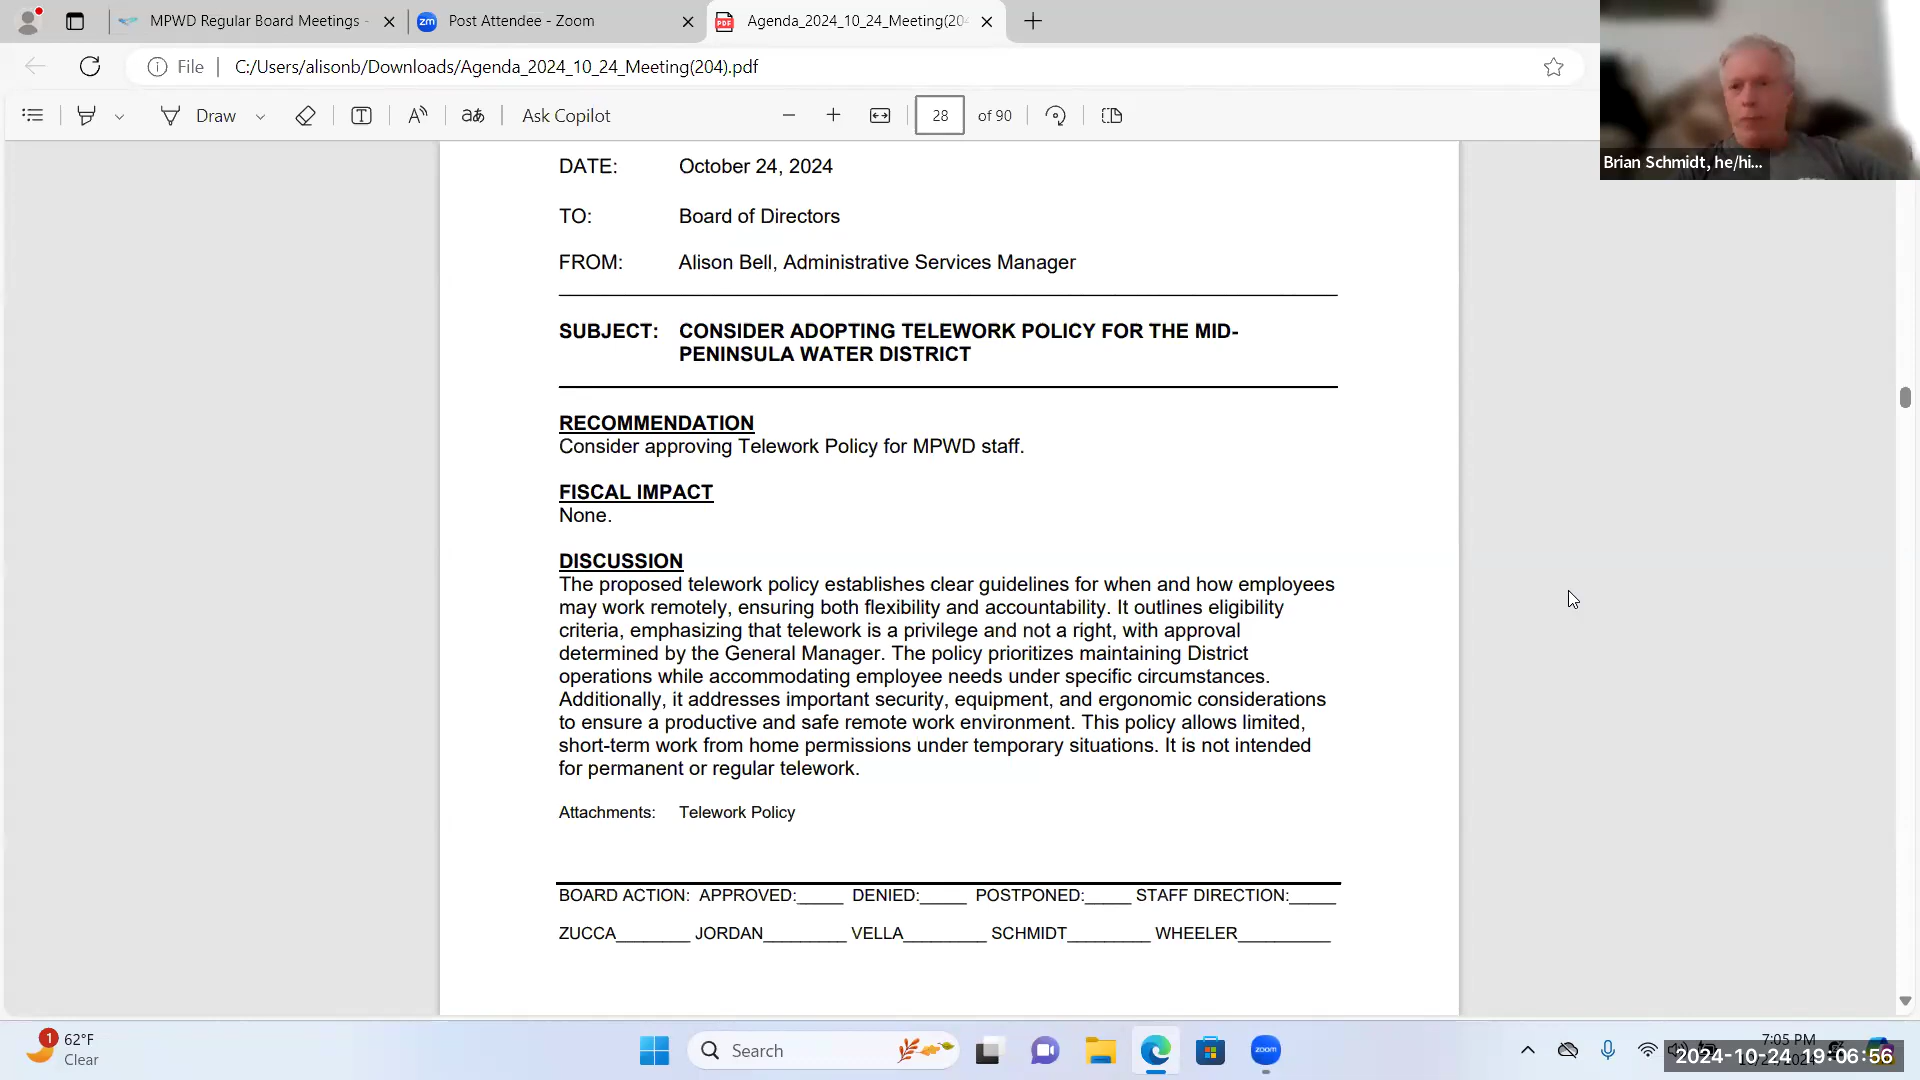 MPWD Regular Board Meetings -
Post Attendee - Zoom
Agenda_2024_10_24_Meeting(204
File
C:/Users/alisonb/Downloads/Agenda_2024_10_24_Meeting(204).pdf
Draw
Ask Copilot
28 of 90
Brian Schmidt, he/hi...
DATE: October 24, 2024
TO: Board of Directors
FROM: Alison Bell, Administrative Services Manager
SUBJECT: CONSIDER ADOPTING TELEWORK POLICY FOR THE MID-
PENINSULA WATER DISTRICT
RECOMMENDATION
Consider approving Telework Policy for MPWD staff.
FISCAL IMPACT
None.
DISCUSSION
The proposed telework policy establishes clear guidelines for when and how employees
may work remotely, ensuring both flexibility and accountability. It outlines eligibility
criteria, emphasizing that telework is a privilege and not a right, with approval
determined by the General Manager. The policy prioritizes maintaining District
operations while accommodating employee needs under specific circumstances.
Additionally, it addresses important security, equipment, and ergonomic considerations
to ensure a productive and safe remote work environment. This policy allows limited,
short-term work from home permissions under temporary situations. It is not intended
for permanent or regular telework.
Attachments: Telework Policy
BOARD ACTION: APPROVED:_____ DENIED:_____ POSTPONED:_____ STAFF DIRECTION:_____
ZUCCA________ JORDAN_________ VELLA_________ SCHMIDT_________ WHEELER__________
1
62°F
Clear
Search
zoom
7:05 PM
2024-10-24 19:06:56